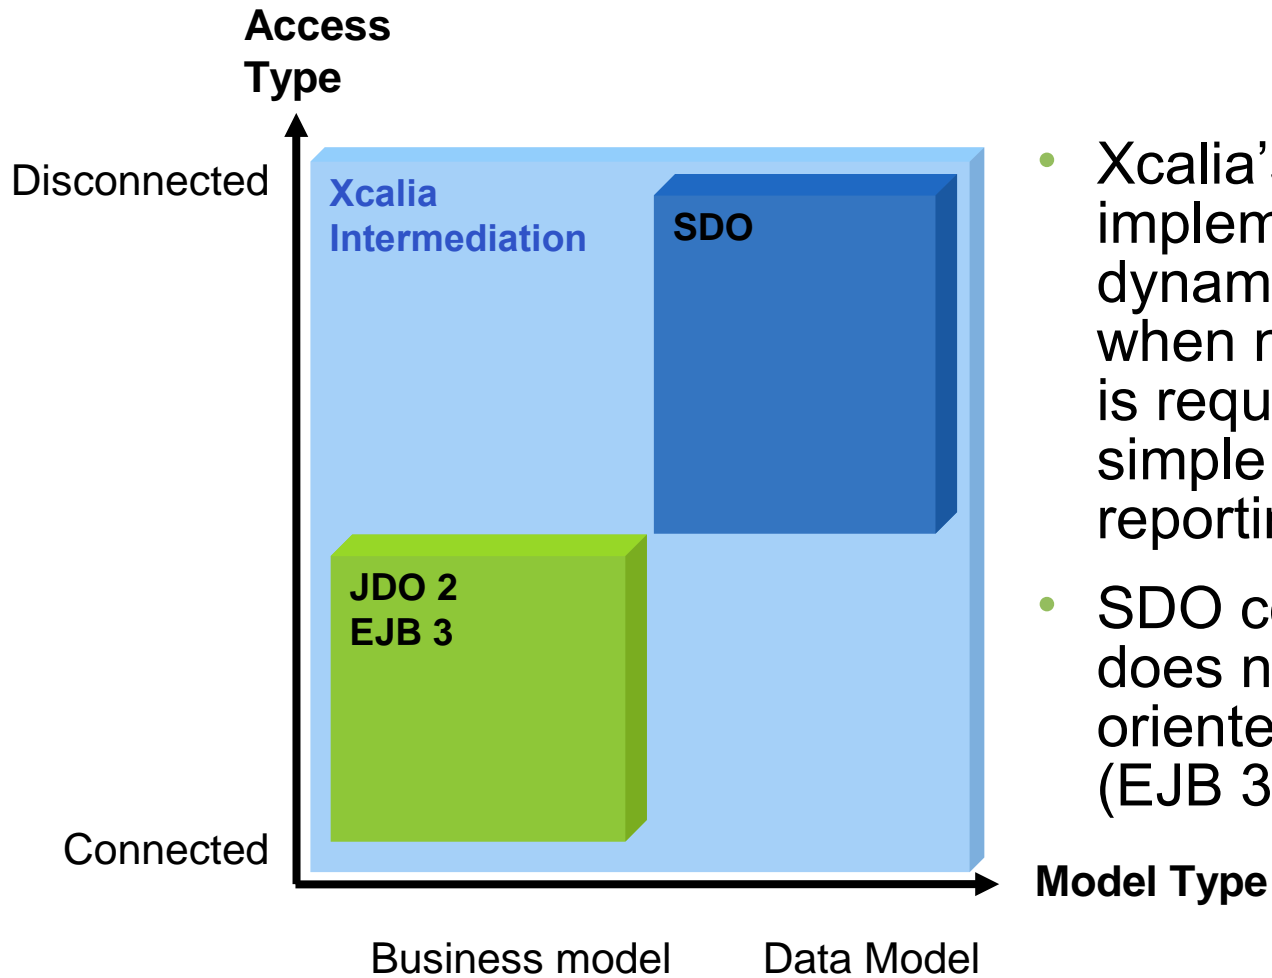 Access
Type
Disconnected
Xcalia
Intermediation
SDO
JDO 2
EJB 3
Connected
Business model
Data Model
Model Type
• Xcalia’
implem
dynam
when
is requ
simple
reportin
• SDO c
does n
oriente
(EJB 3